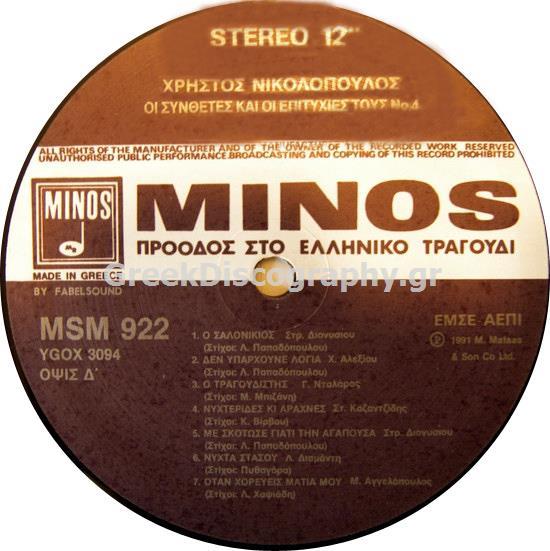 STEREO 12"
ΧΡΗΣΤΟΣ ΝΙΚΟΛΟΠΟΥΛΟΣ
ΟΙ ΣΥΝΘΕΤΕΣ ΚΑΙ ΟΙ ΕΠΙΤΥΧΙΕΣ ΤΟΥΣ Νο 4
ALL RIGHTS OF THE MANUFACTURER AND OF THE OWNER OF THE RECORDED WORK RESERVED
UNAUTHORISED PUBLIC PERFORMANCE.BROADCASTING AND COPYING OF THIS RECORD PROHIBITED
MINOS
MINOS
ΠΡΟΟΔΟΣ ΣΤΟ ΕΛΛΗΝΙΚΟ ΤΡΑΓΟΥΔΙ
MADE IN GREECE
GreekDiscography.gr
BY FABELSOUND
MSM 922
YGOX 3094
ΟΨΙΣ Δ'
ΕΜΣΕ-ΑΕΠΙ
℗ 1991 M. Matsas
& Son Co Ltd.
1. Ο ΣΑΛΟΝΙΚΙΟΣ Στρ. Διονυσίου
(Στίχοι: Λ. Παπαδόπουλου)
2. ΔΕΝ ΥΠΑΡΧΟΥΝΕ ΛΟΓΙΑ Χ. Αλεξίου
(Στίχοι: Λ. Παπαδόπουλου)
3. Ο ΤΡΑΓΟΥΔΙΣΤΗΣ Γ. Νταλάρας
(Στίχοι: Μ. Μπιζάνη)
4. ΝΥΧΤΕΡΙΔΕΣ ΚΙ ΑΡΑΧΝΕΣ Στ. Καζαντζίδης
(Στίχοι: Κ. Βίρβου)
5. ΜΕ ΣΚΟΤΩΣΕ ΓΙΑΤΙ ΤΗΝ ΑΓΑΠΟΥΣΑ Στρ. Διονυσίου
(Στίχοι: Λ. Παπαδόπουλου)
6. ΝΥΧΤΑ ΣΤΑΣΟΥ Λ. Διαμάντη
(Στίχοι: Πυθαγόρα)
7. ΟΤΑΝ ΧΟΡΕΥΕΙΣ ΜΑΤΙΑ ΜΟΥ Μ. Αγγελόπουλος
(Στίχοι: Λ. Χαψιάδη)